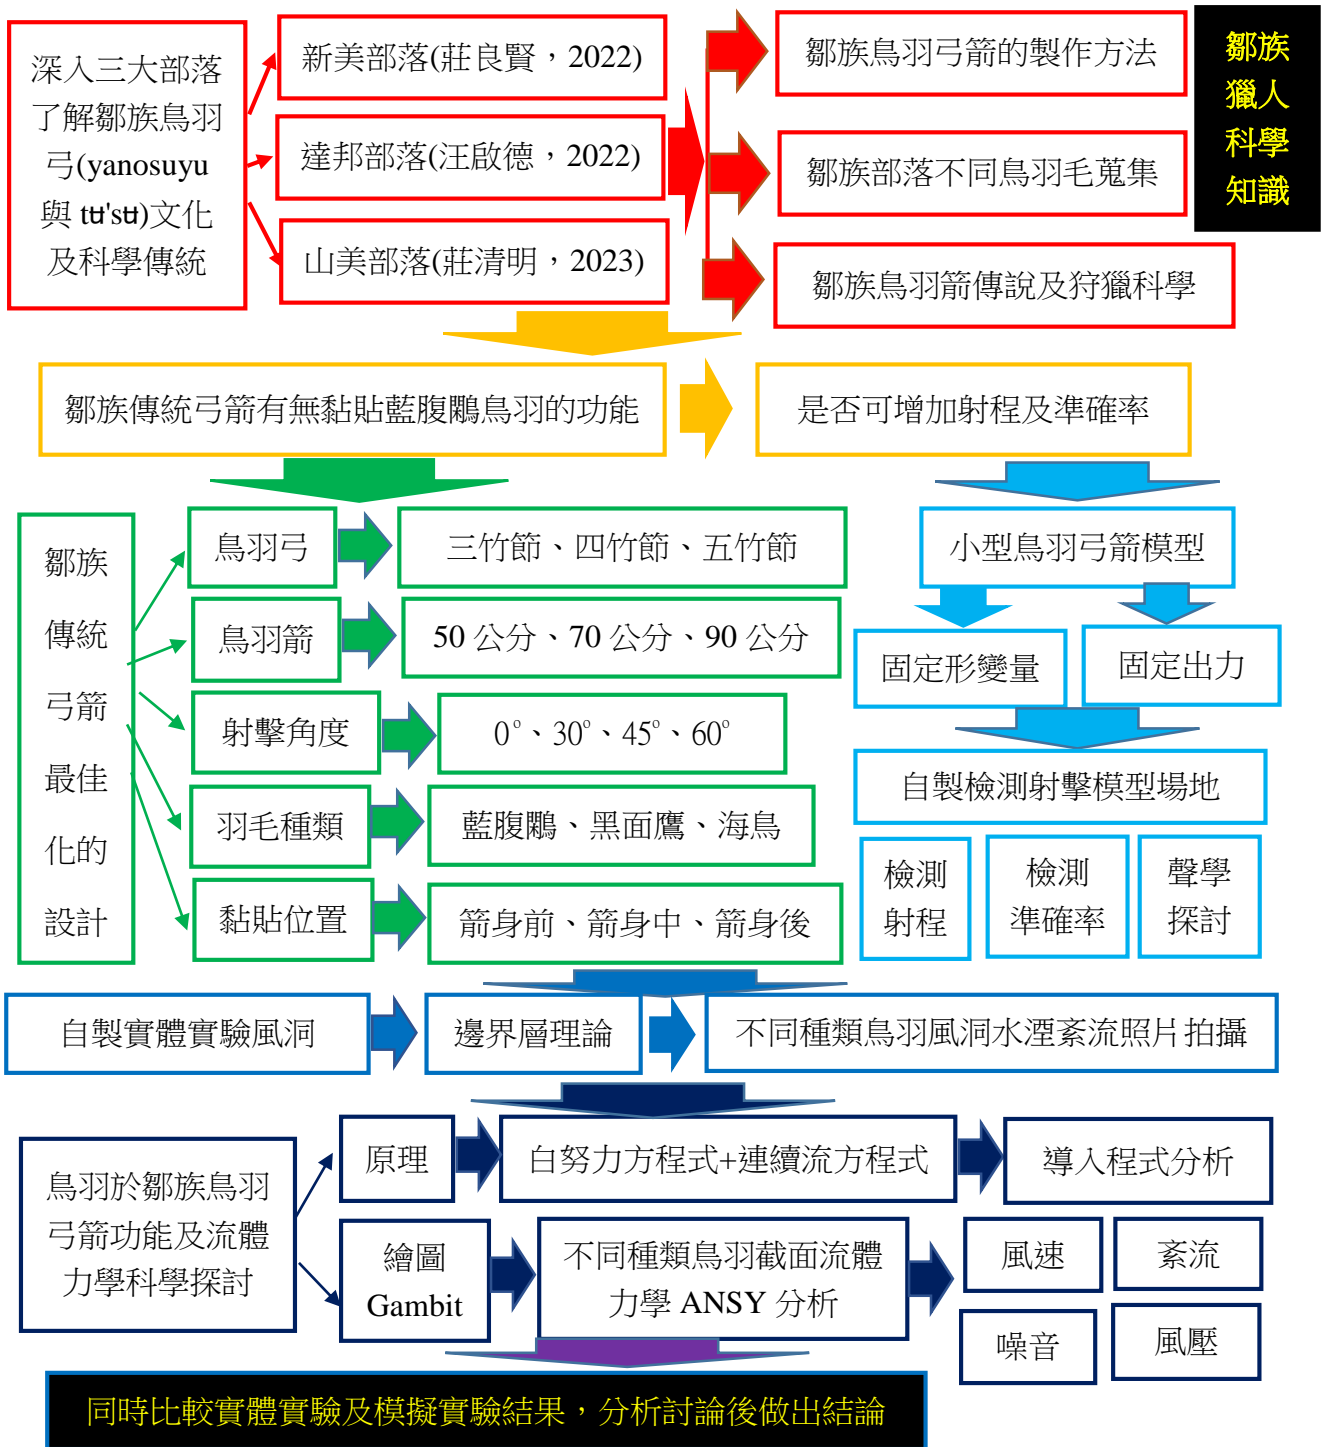 深入三大部落
了解鄒族鳥羽
弓(yanosuyu
與 tʉ'sʉ)文化
及科學傳統
新美部落(莊良賢，2022)
達邦部落(汪啟德，2022)
山美部落(莊清明，2023)
鄒族鳥羽弓箭的製作方法
鄒族部落不同鳥羽毛蒐集
鄒族鳥羽箭傳說及狩獵科學
鄒族
獵人
科學
知識
鄒族傳統弓箭有無黏貼藍腹鷴鳥羽的功能
是否可增加射程及準確率
鄒族
傳統
弓箭
最佳
化的
設計
鳥羽弓
三竹節、四竹節、五竹節
鳥羽箭
50 公分、70 公分、90 公分
射擊角度
0°、30°、45°、60°
羽毛種類
藍腹鷴、黑面鷹、海鳥
黏貼位置
箭身前、箭身中、箭身後
小型鳥羽弓箭模型
固定形變量
固定出力
自製檢測射擊模型場地
檢測
射程
檢測
準確率
聲學
探討
自製實體實驗風洞
邊界層理論
不同種類鳥羽風洞水湮紊流照片拍攝
鳥羽於鄒族鳥羽
弓箭功能及流體
力學科學探討
原理
白努力方程式+連續流方程式
導入程式分析
繪圖
Gambit
不同種類鳥羽截面流體
力學 ANSY 分析
風速
紊流
噪音
風壓
同時比較實體實驗及模擬實驗結果，分析討論後做出結論